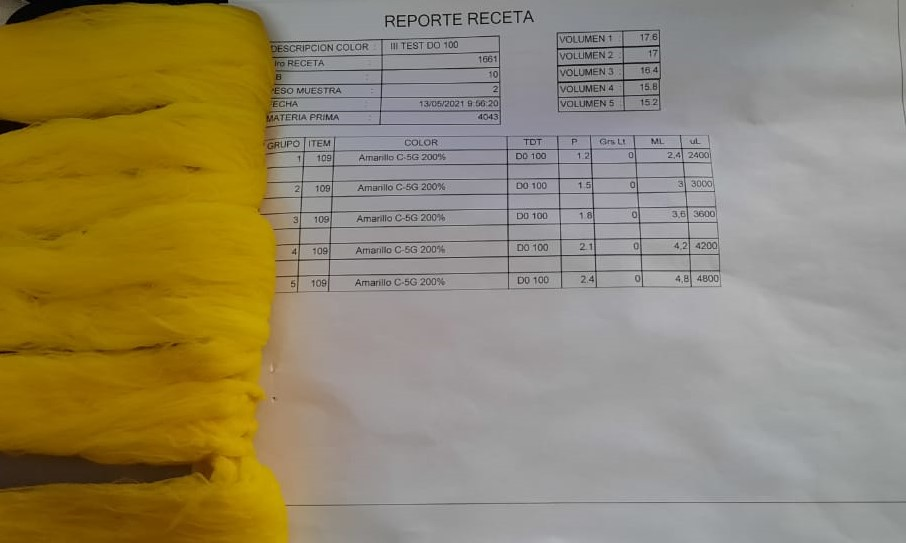 REPORTE RECETA
DESCRIPCION COLOR : III TEST DO 100
ro RECETA 1661
B : 10
PESO MUESTRA : 2
FECHA : 13/05/2021 9:56:20
MATERIA PRIMA : 4043
VOLUMEN 1 : 17.6
VOLUMEN 2 : 17
VOLUMEN 3 : 16.4
VOLUMEN 4 : 15.8
VOLUMEN 5 : 15.2
GRUPO ITEM COLOR TDT P Grs Lt ML uL
1 109 Amarillo C-5G 200% D0 100 1.2 0 2,4 2400
2 109 Amarillo C-5G 200% D0 100 1.5 0 3 3000
3 109 Amarillo C-5G 200% D0 100 1.8 0 3,6 3600
4 109 Amarillo C-5G 200% D0 100 2.1 0 4,2 4200
5 109 Amarillo C-5G 200% D0 100 2.4 0 4,8 4800